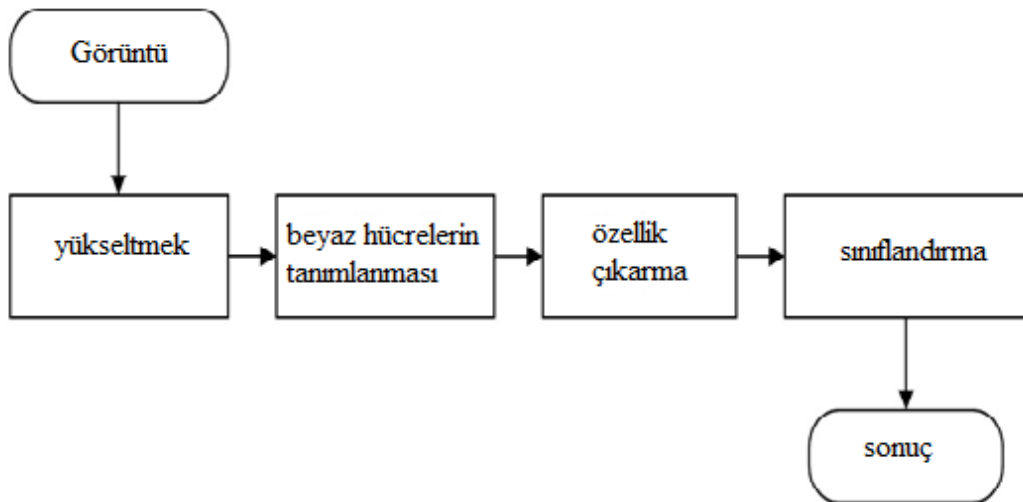 Görüntü
yükseltmek
beyaz hücrelerin
tanımlanması
özellik
çıkarma
sınıflandırma
sonuç